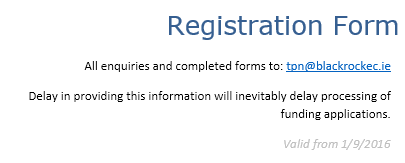 Registration Form
All enquiries and completed forms to: tpn@blackrockec.ie
Delay in providing this information will inevitably delay processing of
funding applications.
Valid from 1/9/2016